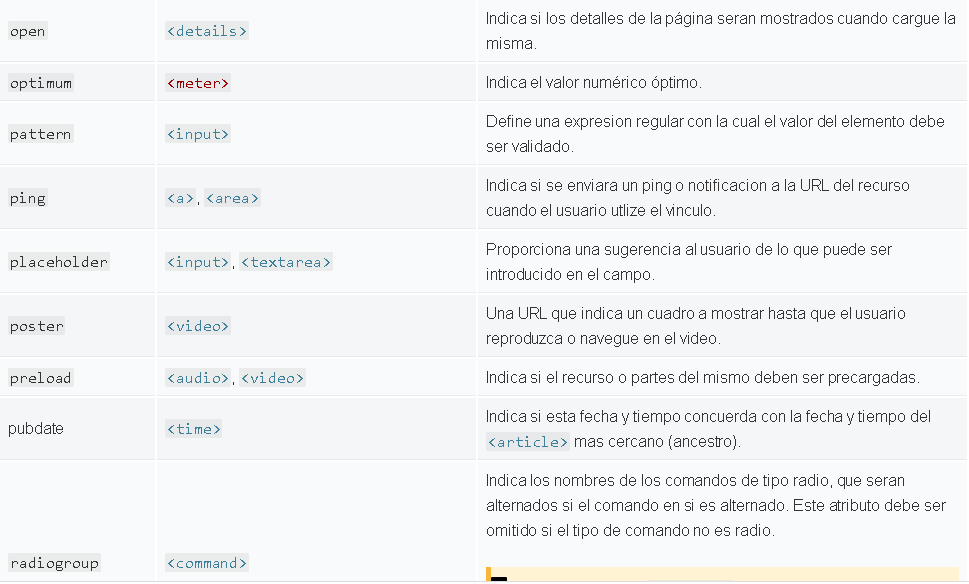 open <details> Indica si los detalles de la página seran mostrados cuando cargue la
misma.
optimum <meter> Indica el valor numérico óptimo.
pattern <input> Define una expresion regular con la cual el valor del elemento debe
ser validado.
ping <a>, <area> Indica si se enviara un ping o notificacion a la URL del recurso
cuando el usuario utlize el vinculo.
placeholder <input>, <textarea> Proporciona una sugerencia al usuario de lo que puede ser
introducido en el campo.
poster <video> Una URL que indica un cuadro a mostrar hasta que el usuario
reproduzca o navegue en el video.
preload <audio>, <video> Indica si el recurso o partes del mismo deben ser precargadas.
pubdate <time> Indica si esta fecha y tiempo concuerda con la fecha y tiempo del
<article> mas cercano (ancestro).
Indica los nombres de los comandos de tipo radio, que seran
alternados si el comando en si es alternado. Este atributo debe ser
omitido si el tipo de comando no es radio.
radiogroup <command>